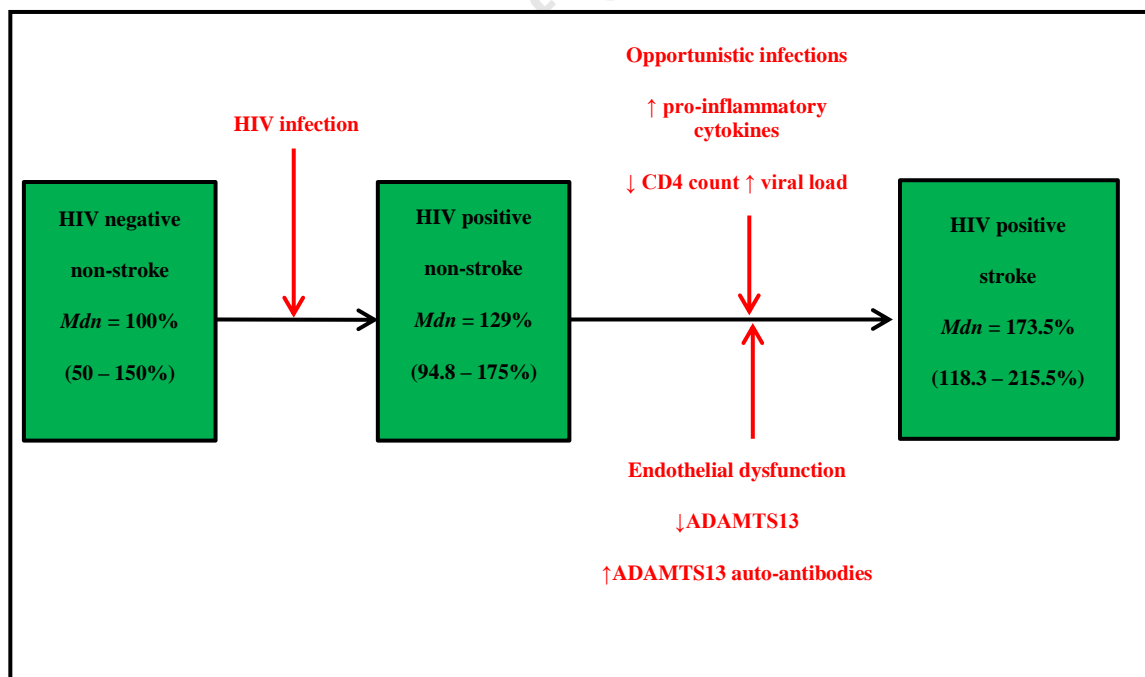 HIV infection
Opportunistic infections
↑ pro-inflammatory
cytokines
↓ CD4 count ↑ viral load
HIV negative
non-stroke
Mdn = 100%
(50 – 150%)
HIV positive
non-stroke
Mdn = 129%
(94.8 – 175%)
HIV positive
stroke
Mdn = 173.5%
(118.3 – 215.5%)
Endothelial dysfunction
↓ADAMTS13
↑ADAMTS13 auto-antibodies